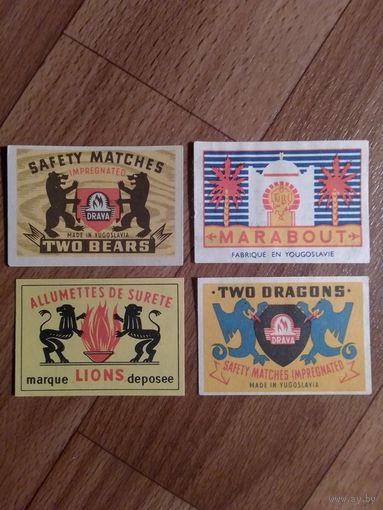 SAFETY MATCHES
IMPREGNATED
DRAVA
MADE IN YUGOSLAVIA
TWO BEARS
MARABOUT
FABRIQUÉ EN YOUGOSLAVIE
ALLUMETTES DE SURETE
marque LIONS deposee
·TWO DRAGONS·
DRAVA
SAFETY MATCHES IMPREGNATED
MADE IN YUGOSLAVIA
www.ay.by